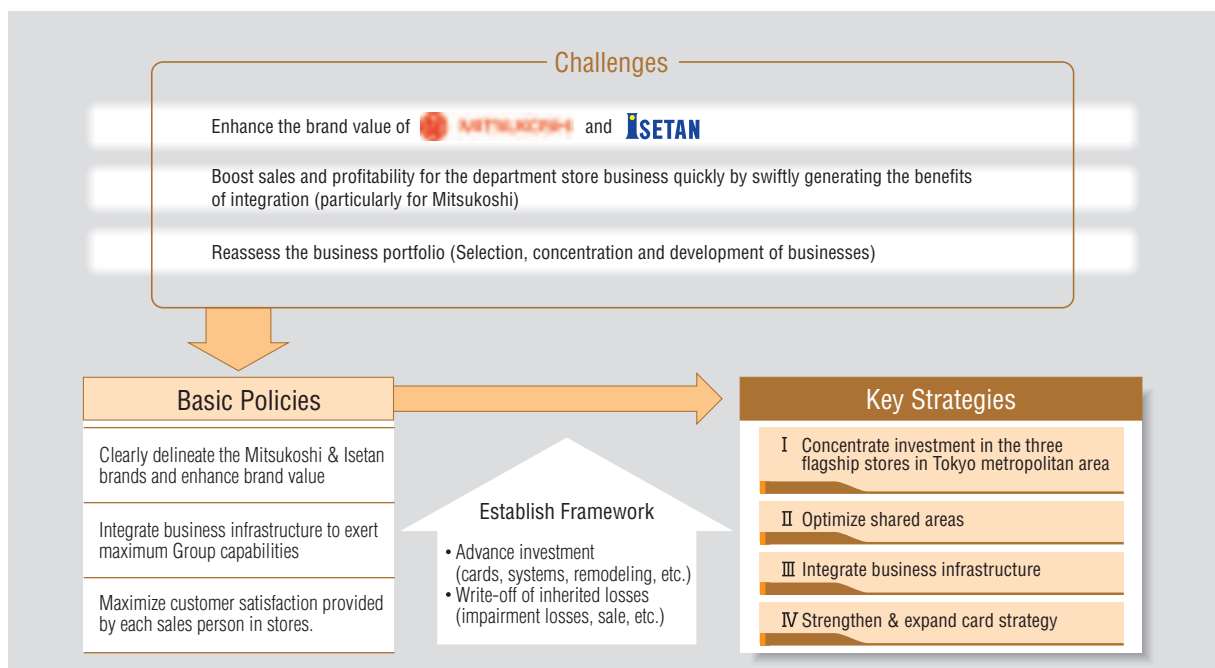 Challenges
Enhance the brand value of MITSUKOSHI and ISETAN
Boost sales and profitability for the department store business quickly by swiftly generating the benefits
of integration (particularly for Mitsukoshi)
Reassess the business portfolio (Selection, concentration and development of businesses)
Basic Policies
Clearly delineate the Mitsukoshi & Isetan
brands and enhance brand value
Integrate business infrastructure to exert
maximum Group capabilities
Maximize customer satisfaction provided
by each sales person in stores.
Establish Framework
• Advance investment
(cards, systems, remodeling, etc.)
• Write-off of inherited losses
(impairment losses, sale, etc.)
Key Strategies
Ⅰ Concentrate investment in the three
flagship stores in Tokyo metropolitan area
Ⅱ Optimize shared areas
Ⅲ Integrate business infrastructure
Ⅳ Strengthen & expand card strategy